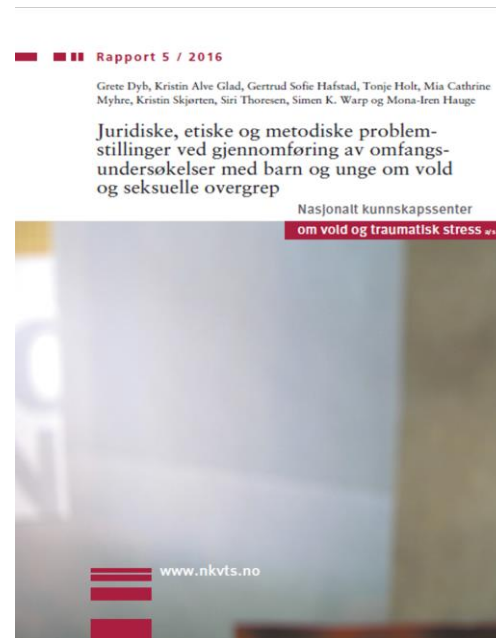 Rapport 5 / 2016
Grete Dyb, Kristin Alve Glad, Gertrud Sofie Hafstad, Tonje Holt, Mia Cathrine
Myhre, Kristin Skjørten, Siri Thoresen, Simen K. Warp og Mona-Iren Hauge
Juridiske, etiske og metodiske problem-
stillinger ved gjennomføring av omfangs-
undersøkelser med barn og unge om vold
og seksuelle overgrep
Nasjonalt kunnskapssenter
om vold og traumatisk stress a/s
www.nkvts.no